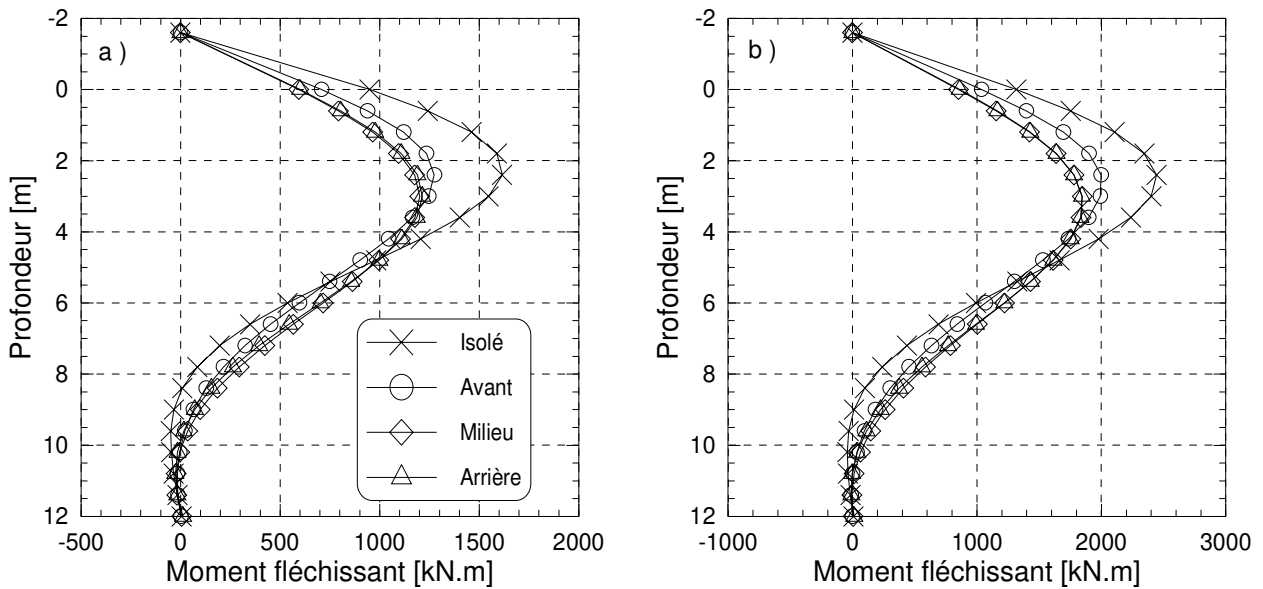 a )
-2
0
2
4
6
8
10
12
Profondeur [m]
-500 0 500 1000 1500 2000
Moment fléchissant [kN.m]
Isolé
Avant
Milieu
Arrière
b )
-2
0
2
4
6
8
10
12
Profondeur [m]
-1000 0 1000 2000 3000
Moment fléchissant [kN.m]